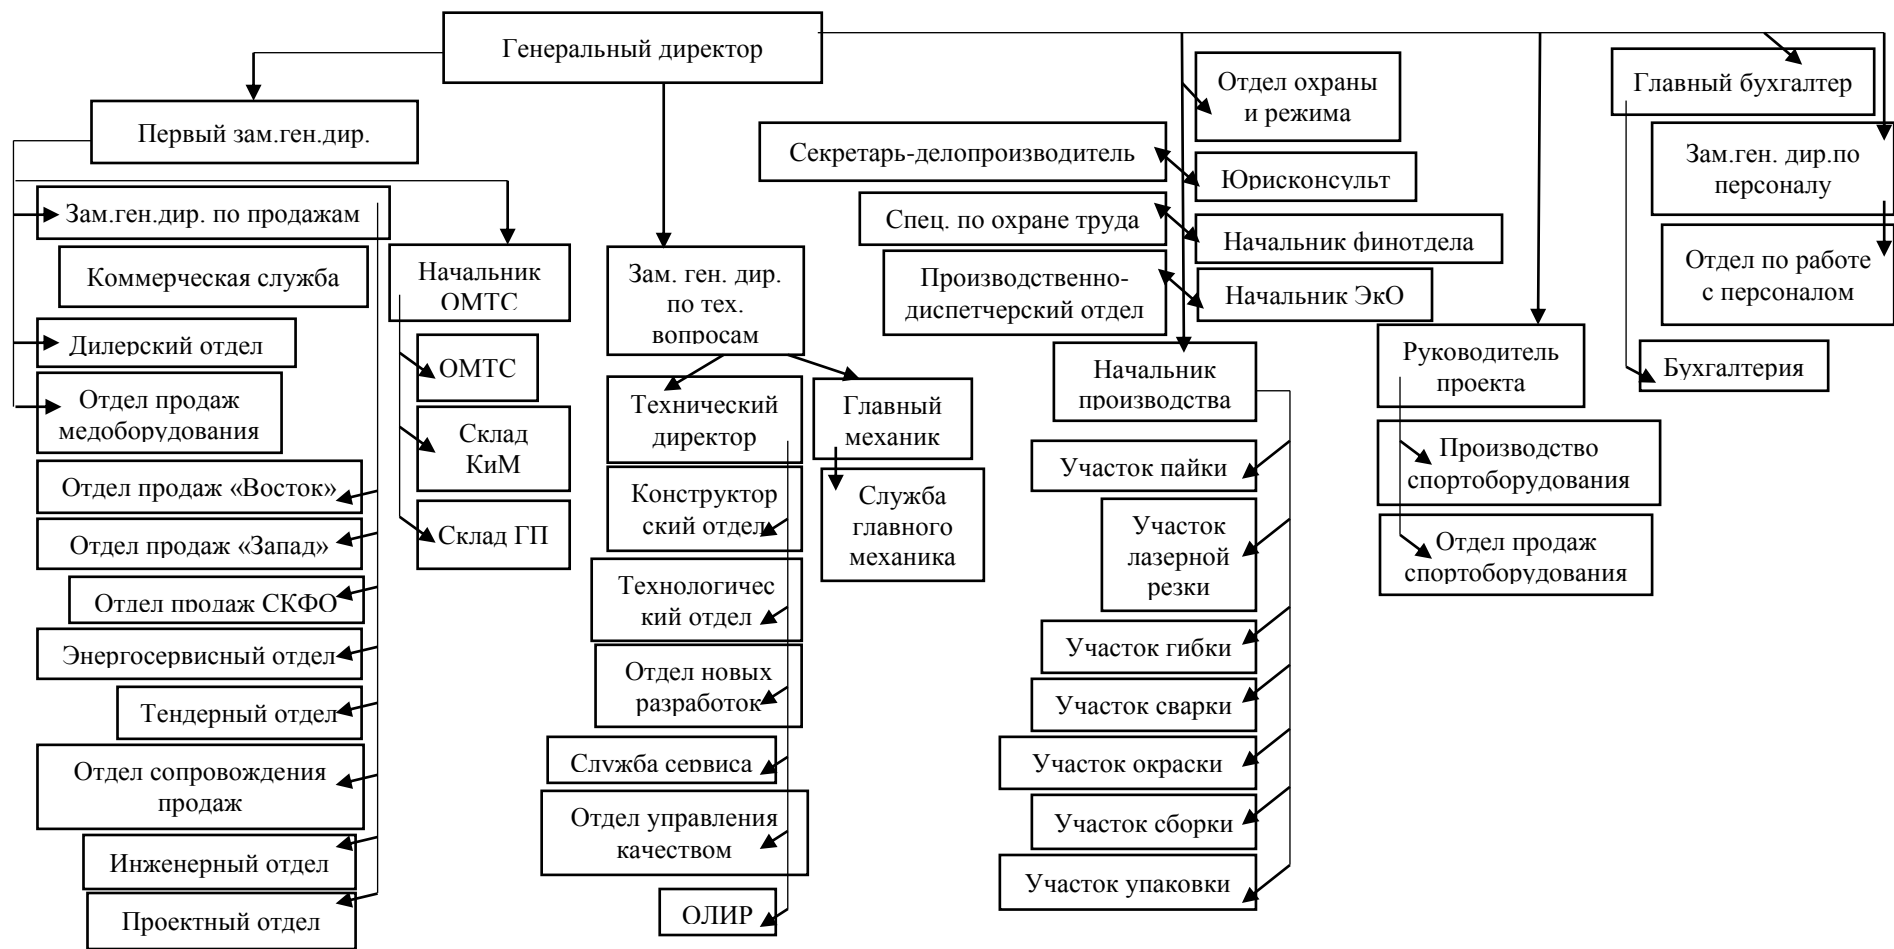 Генеральный директор
Первый зам.ген.дир.
Зам.ген.дир. по продажам
Коммерческая служба
Дилерский отдел
Отдел продаж
медоборудования
Отдел продаж «Восток»
Отдел продаж «Запад»
Отдел продаж СКФО
Энергосервисный отдел
Тендерный отдел
Отдел сопровождения
продаж
Инженерный отдел
Проектный отдел
Начальник
ОМТС
ОМТС
Склад
КиМ
Склад ГП
Зам. ген. дир.
по тех.
вопросам
Технический
директор
Конструктор
ский отдел
Технологичес
кий отдел
Отдел новых
разработок
Служба сервиса
Отдел управления
качеством
ОЛИР
Главный
механик
Служба
главного
механика
Отдел охраны
и режима
Секретарь-делопроизводитель
Юрисконсульт
Спец. по охране труда
Начальник финотдела
Производственно-
диспетчерский отдел
Начальник ЭкО
Начальник
производства
Участок пайки
Участок
лазерной
резки
Участок гибки
Участок сварки
Участок окраски
Участок сборки
Участок упаковки
Руководитель
проекта
Производство
спортоборудования
Отдел продаж
спортоборудования
Главный бухгалтер
Бухгалтерия
Зам.ген. дир.по
персоналу
Отдел по работе
с персоналом